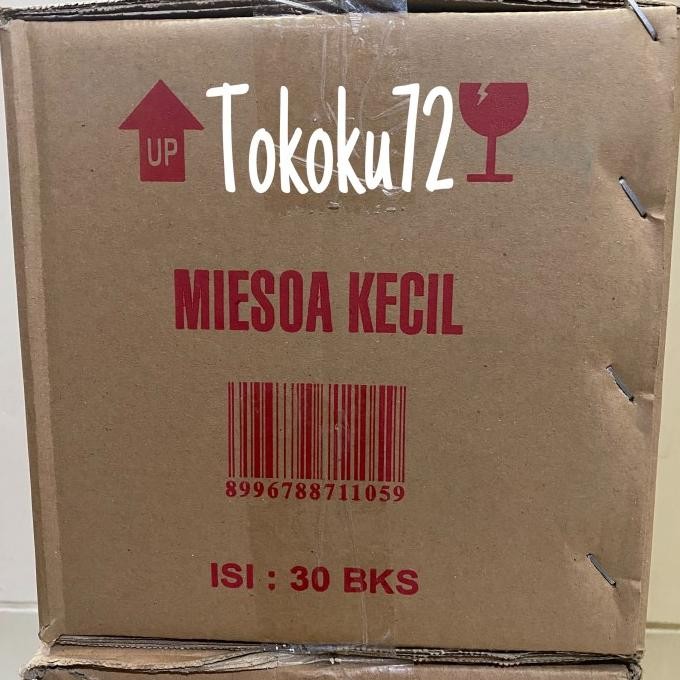 UP
Tokoku72
MIESOA KECIL
8996788711059
ISI : 30 BKS